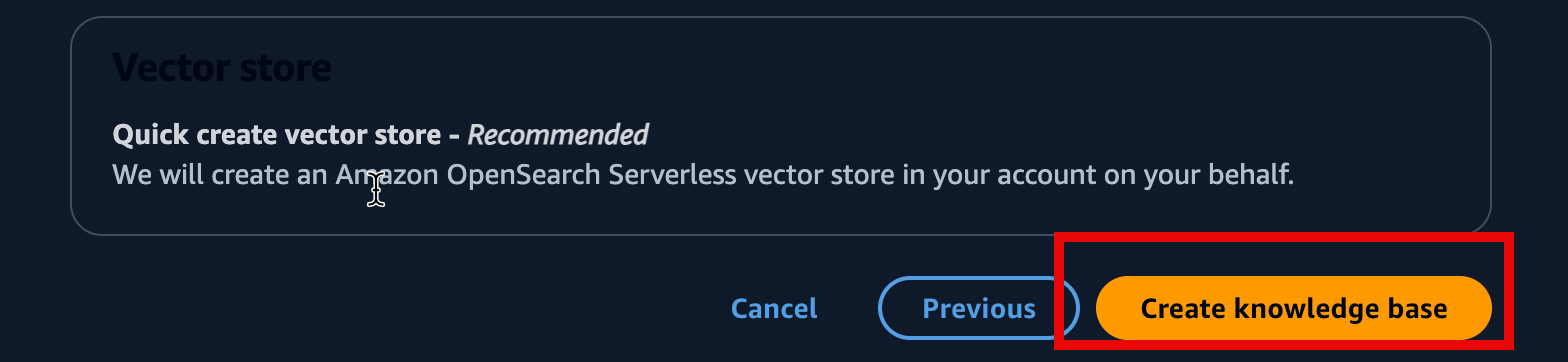 Vector store
Quick create vector store - Recommended
We will create an Amazon OpenSearch Serverless vector store in your account on your behalf.
Cancel Previous Create knowledge base